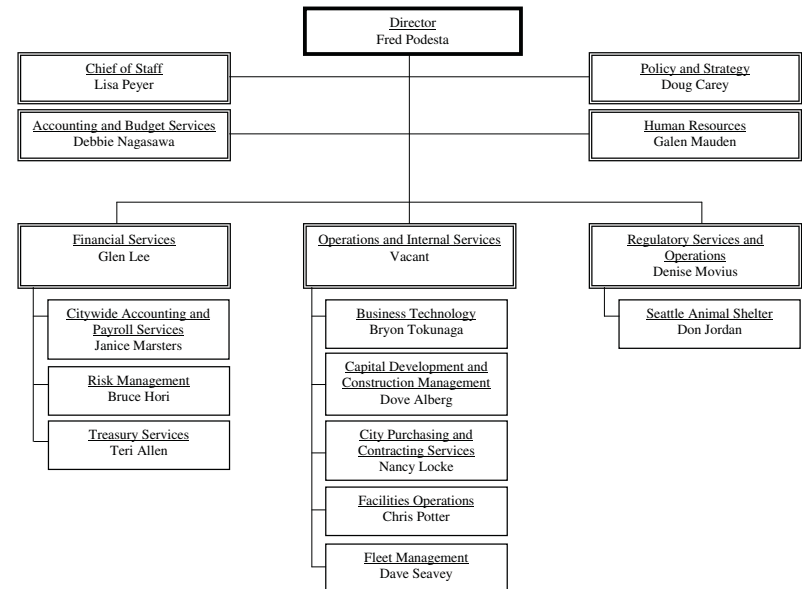 Director
Fred Podesta
Chief of Staff
Lisa Peyer
Policy and Strategy
Doug Carey
Accounting and Budget Services
Debbie Nagasawa
Human Resources
Galen Mauden
Financial Services
Glen Lee
Operations and Internal Services
Vacant
Regulatory Services and
Operations
Denise Movius
Citywide Accounting and
Payroll Services
Janice Marsters
Risk Management
Bruce Hori
Treasury Services
Teri Allen
Business Technology
Bryon Tokunaga
Capital Development and
Construction Management
Dove Alberg
City Purchasing and
Contracting Services
Nancy Locke
Facilities Operations
Chris Potter
Fleet Management
Dave Seavey
Seattle Animal Shelter
Don Jordan